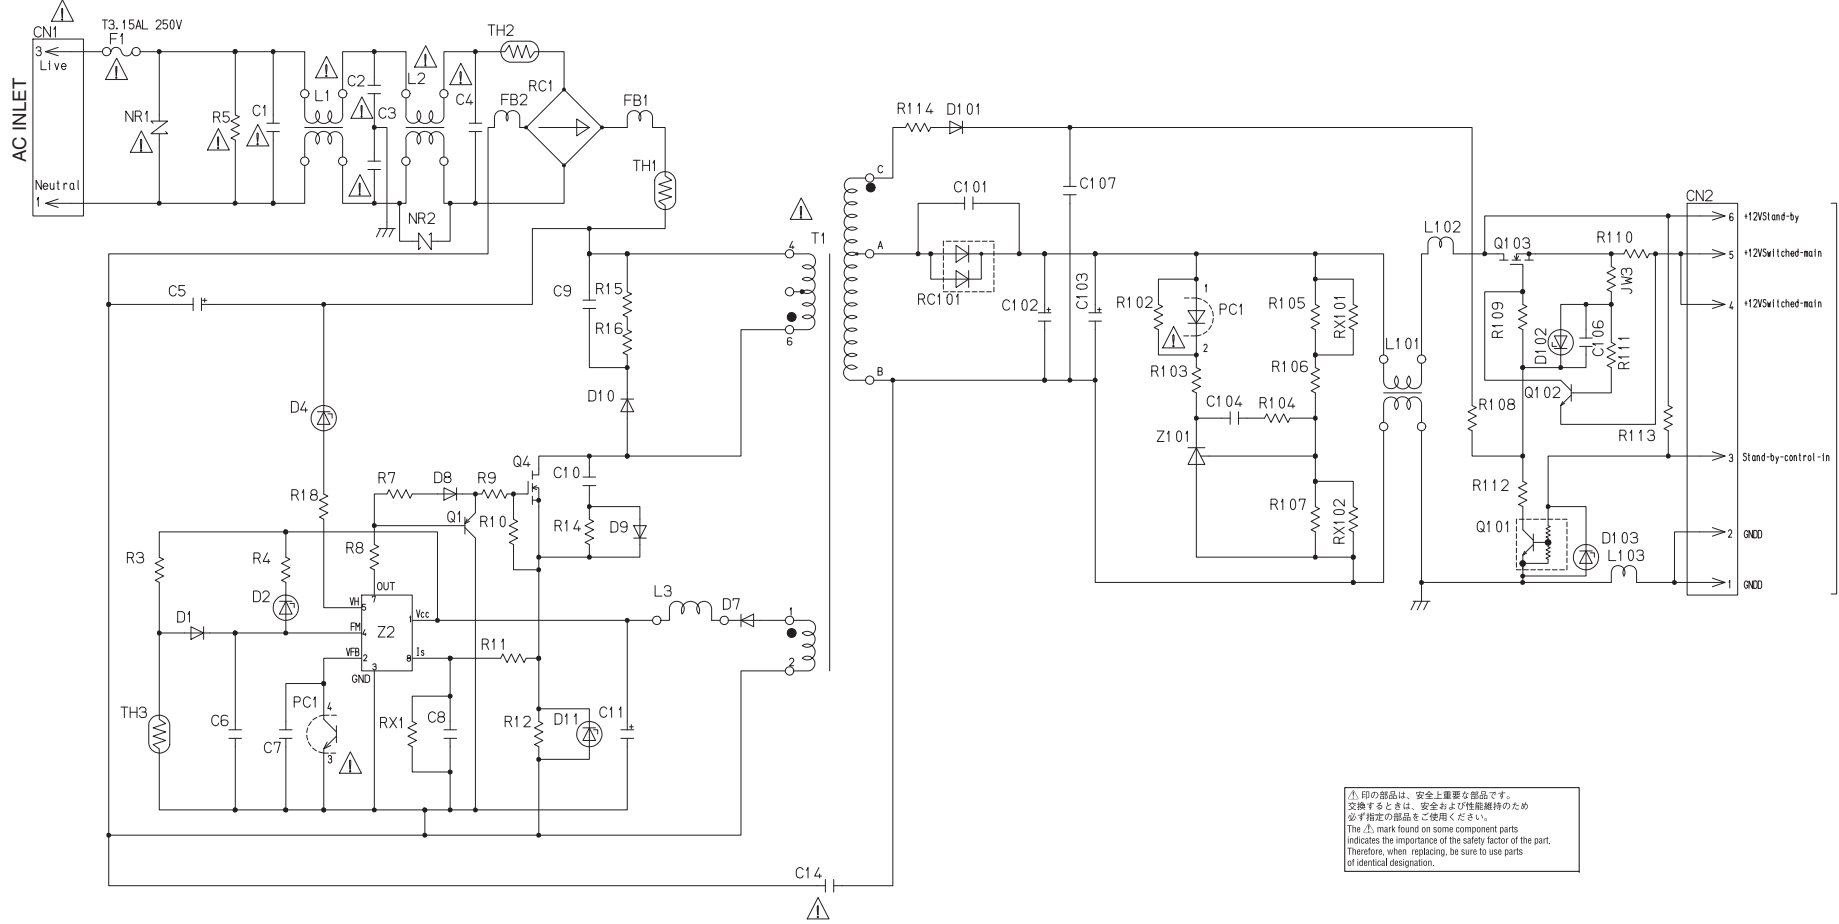 T3.15AL 250V
CN1
F1
3
Live
AC INLET
Neutral
1
NR1
R5
C1
L1
C2
C3
L2
C4
TH2
RC1
FB2
FB1
TH1
NR2
T1
4
6
C5
C9
R15
R16
D10
D4
R18
R7
D8
R9
Q4
C10
Q1
R10
R14
D9
R3
R4
R8
D2
D1
OUT
7
VH
5
FM
4
VFB
2
3
GND
Z2
1
Vcc
8
Is
L3
D7
1
2
R11
TH3
C6
C7
PC1
4
3
RX1
C8
R12
D11
C11
C14
R114
D101
C
A
B
C101
RC101
C107
C102
C103
R102
1
PC1
2
R103
C104
R104
Z101
R105
RX101
R106
R107
RX102
L101
L102
Q103
R110
JW3
R109
D102
C106
R111
Q102
R108
R113
R112
Q101
D103
L103
CN2
6
+12VStand-by
5
+12VSwitched-main
4
+12VSwitched-main
3
Stand-by-control-in
2
GNDD
1
GNDD
⚠ 印の部品は、安全上重要な部品です。
交換するときは、安全および性能維持のため
必ず指定の部品をご使用ください。
The ⚠ mark found on some component parts
indicates the importance of the safety factor of the part.
Therefore, when replacing, be sure to use parts
of identical designation.